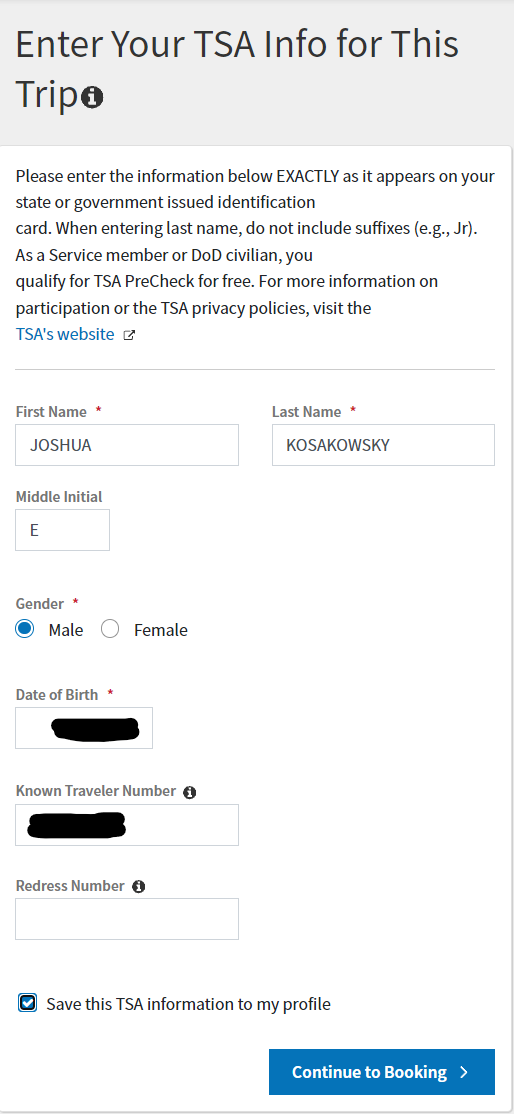 Enter Your TSA Info for This
Trip
Please enter the information below EXACTLY as it appears on your
state or government issued identification
card. When entering last name, do not include suffixes (e.g., Jr).
As a Service member or DoD civilian, you
qualify for TSA PreCheck for free. For more information on
participation or the TSA privacy policies, visit the
TSA's website
First Name * Last Name *
JOSHUA KOSAKOWSKY
Middle Initial
E
Gender *
Male Female
Date of Birth *
Known Traveler Number
Redress Number
Save this TSA information to my profile
Continue to Booking >